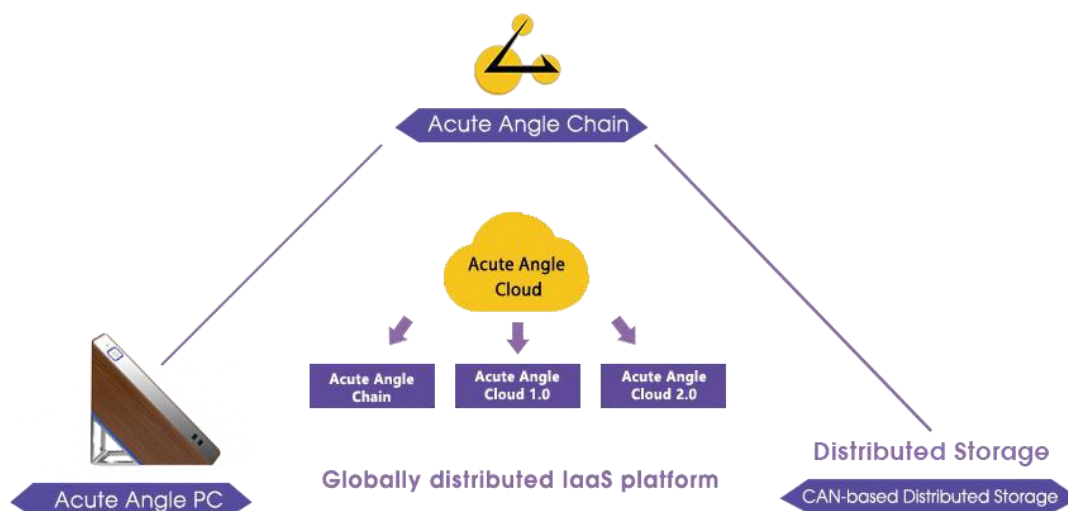 Acute Angle Chain
Acute Angle
Cloud
Acute Angle
Chain
Acute Angle
Cloud 1.0
Acute Angle
Cloud 2.0
Globally distributed IaaS platform
Distributed Storage
Acute Angle PC
CAN-based Distributed Storage